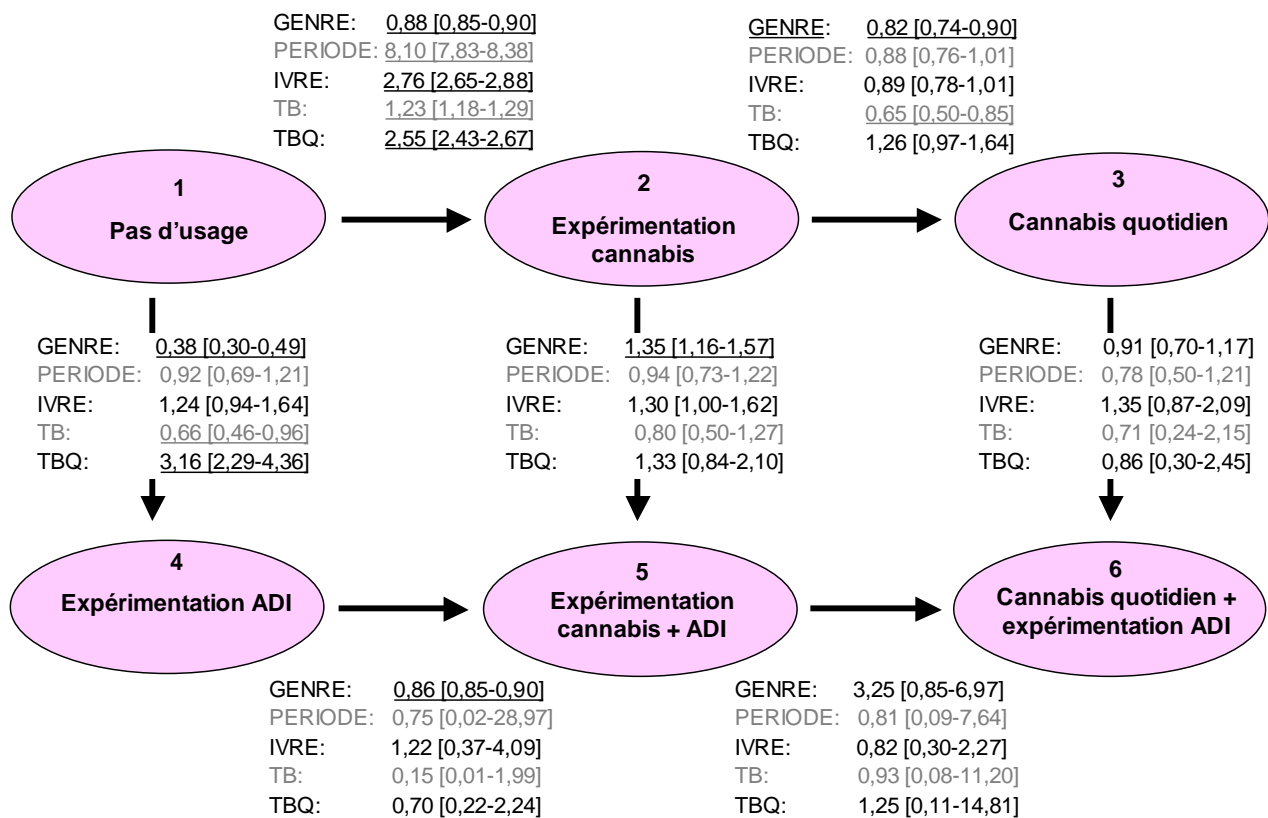 GENRE: 0,88 [0,85-0,90]
PERIODE: 8,10 [7,83-8,38]
IVRE: 2,76 [2,65-2,88]
TB: 1,23 [1,18-1,29]
TBQ: 2,55 [2,43-2,67]
GENRE: 0,82 [0,74-0,90]
PERIODE: 0,88 [0,76-1,01]
IVRE: 0,89 [0,78-1,01]
TB: 0,65 [0,50-0,85]
TBQ: 1,26 [0,97-1,64]
1
Pas d'usage
2
Expérimentation
cannabis
3
Cannabis quotidien
GENRE: 0,38 [0,30-0,49]
PERIODE: 0,92 [0,69-1,21]
IVRE: 1,24 [0,94-1,64]
TB: 0,66 [0,46-0,96]
TBQ: 3,16 [2,29-4,36]
GENRE: 1,35 [1,16-1,57]
PERIODE: 0,94 [0,73-1,22]
IVRE: 1,30 [1,00-1,62]
TB: 0,80 [0,50-1,27]
TBQ: 1,33 [0,84-2,10]
GENRE: 0,91 [0,70-1,17]
PERIODE: 0,78 [0,50-1,21]
IVRE: 1,35 [0,87-2,09]
TB: 0,71 [0,24-2,15]
TBQ: 0,86 [0,30-2,45]
4
Expérimentation ADI
5
Expérimentation
cannabis + ADI
6
Cannabis quotidien +
expérimentation ADI
GENRE: 0,86 [0,85-0,90]
PERIODE: 0,75 [0,02-28,97]
IVRE: 1,22 [0,37-4,09]
TB: 0,15 [0,01-1,99]
TBQ: 0,70 [0,22-2,24]
GENRE: 3,25 [0,85-6,97]
PERIODE: 0,81 [0,09-7,64]
IVRE: 0,82 [0,30-2,27]
TB: 0,93 [0,08-11,20]
TBQ: 1,25 [0,11-14,81]